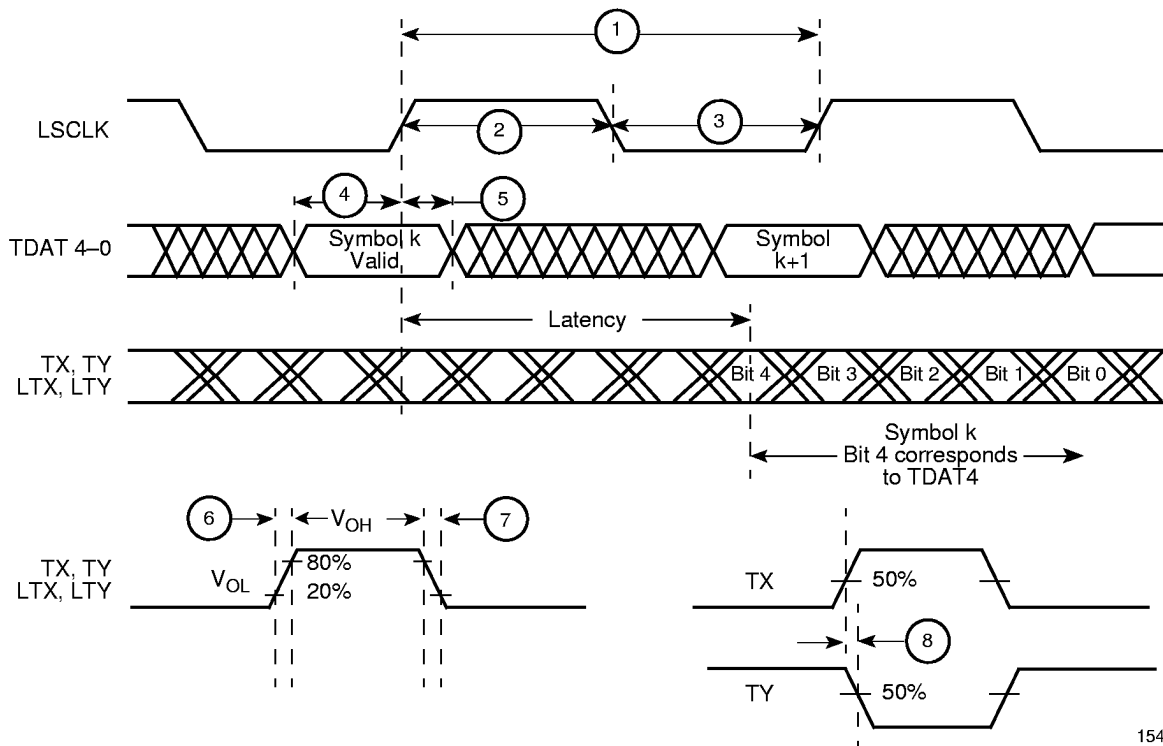 1
LSCLK
2
3
4
5
TDAT 4–0
Symbol k
Valid
Symbol
k+1
Latency
TX, TY
LTX, LTY
Bit 4
Bit 3
Bit 2
Bit 1
Bit 0
Symbol k
Bit 4 corresponds
to TDAT4
6
VOH
7
TX, TY
LTX, LTY
VOL
80%
20%
TX
50%
8
TY
50%
154